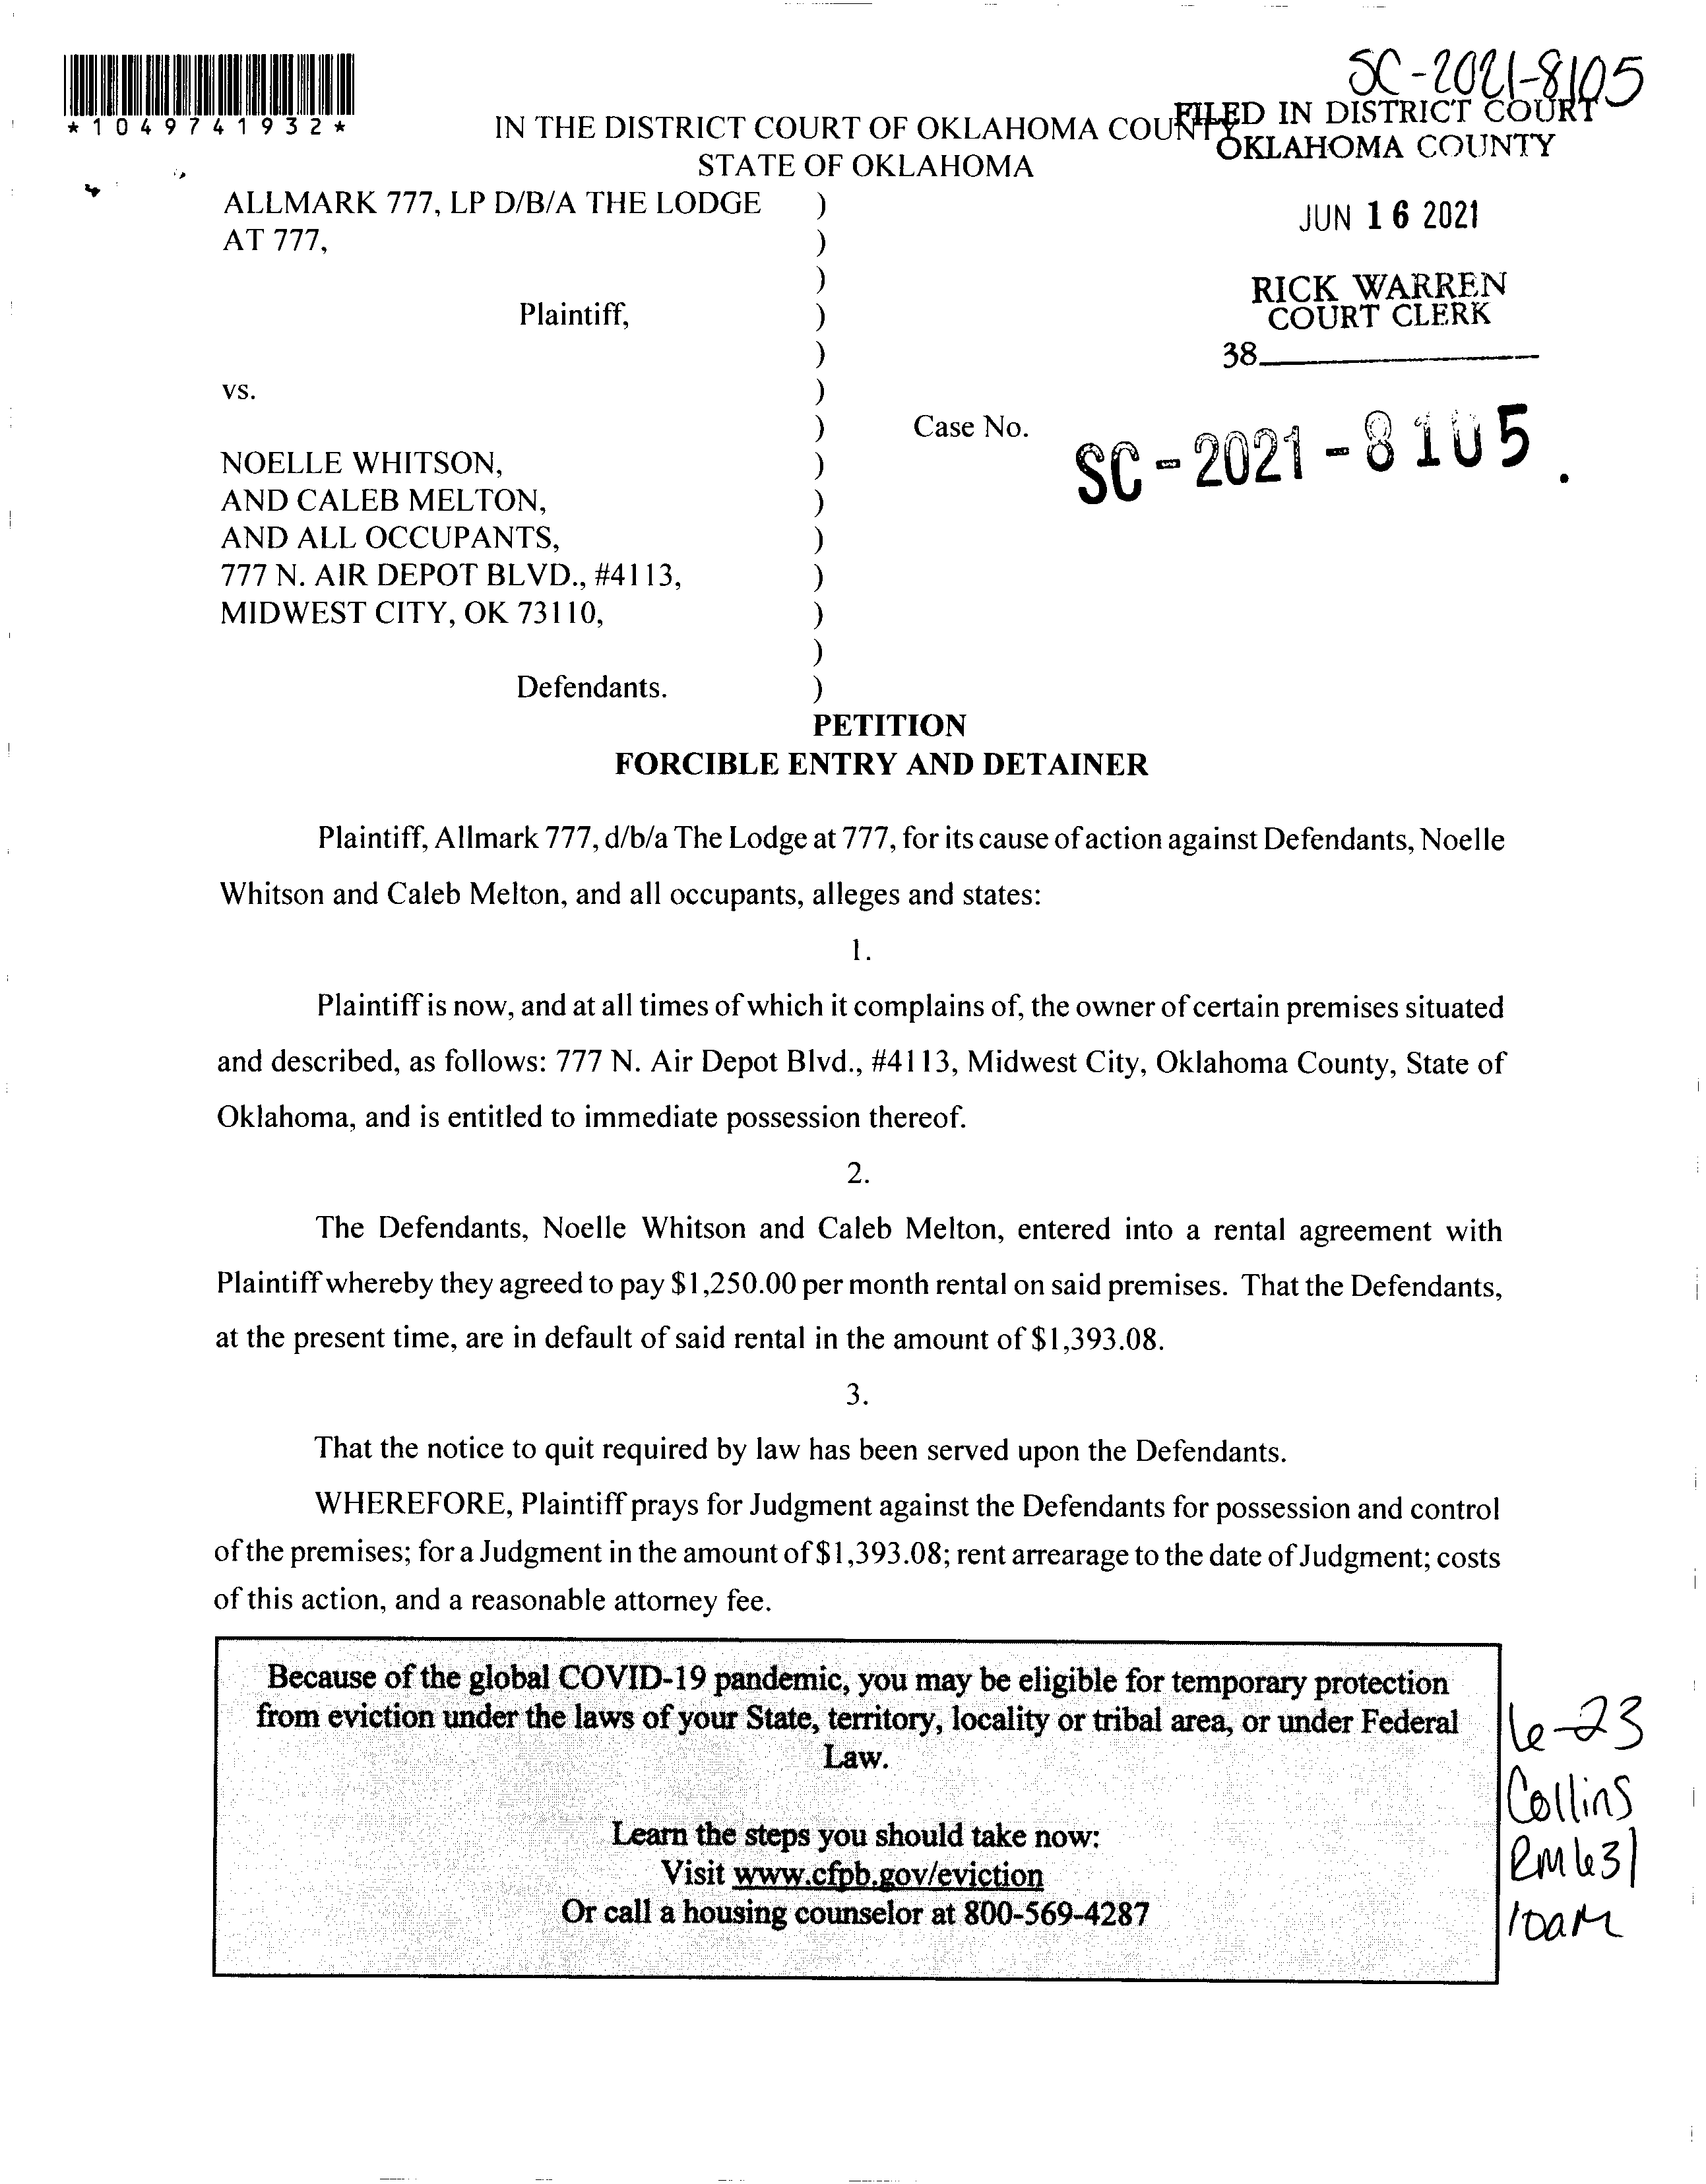 SC-2021-8105
*1049741932*
FILED IN DISTRICT COURT
OKLAHOMA COUNTY
IN THE DISTRICT COURT OF OKLAHOMA COUNTY
STATE OF OKLAHOMA
JUN 16 2021
RICK WARREN
COURT CLERK
38
ALLMARK 777, LP D/B/A THE LODGE )
AT 777, )
)
Plaintiff, )
)
vs. )
) Case No. SC-2021-8105.
NOELLE WHITSON, )
AND CALEB MELTON, )
AND ALL OCCUPANTS, )
777 N. AIR DEPOT BLVD., #4113, )
MIDWEST CITY, OK 73110, )
)
Defendants. )
PETITION
FORCIBLE ENTRY AND DETAINER
Plaintiff, Allmark 777, d/b/a The Lodge at 777, for its cause of action against Defendants, Noelle
Whitson and Caleb Melton, and all occupants, alleges and states:
1.
Plaintiff is now, and at all times of which it complains of, the owner of certain premises situated
and described, as follows: 777 N. Air Depot Blvd., #4113, Midwest City, Oklahoma County, State of
Oklahoma, and is entitled to immediate possession thereof.
2.
The Defendants, Noelle Whitson and Caleb Melton, entered into a rental agreement with
Plaintiff whereby they agreed to pay $1,250.00 per month rental on said premises. That the Defendants,
at the present time, are in default of said rental in the amount of $1,393.08.
3.
That the notice to quit required by law has been served upon the Defendants.
WHEREFORE, Plaintiff prays for Judgment against the Defendants for possession and control
of the premises; for a Judgment in the amount of $1,393.08; rent arrearage to the date of Judgment; costs
of this action, and a reasonable attorney fee.
Because of the global COVID-19 pandemic, you may be eligible for temporary protection
from eviction under the laws of your State, territory, locality or tribal area, or under Federal
Law.
Learn the steps you should take now:
Visit www.cfpb.gov/eviction
Or call a housing counselor at 800-569-4287
6-23
Collins
Rm 631
10am